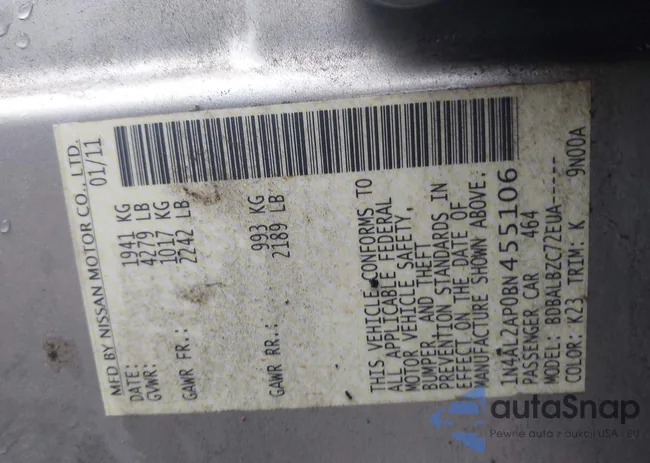 MFD BY NISSAN MOTOR CO., LTD.
DATE: 01/11
GVWR: 1941 KG
4279 LB
GAWR FR.: 1017 KG
2242 LB
GAWR RR.: 993 KG
2189 LB
THIS VEHICLE CONFORMS TO
ALL APPLICABLE FEDERAL
MOTOR VEHICLE SAFETY,
BUMPER, AND THEFT
PREVENTION STANDARDS IN
EFFECT ON THE DATE OF
MANUFACTURE SHOWN ABOVE.
1N4AL2AP0BN455106
PASSENGER CAR 464
MODEL: BDBALBZC72EUA-----
COLOR: K23 TRIM: K 9N00A
autaSnap
Pewne auta z aukcji USA - EU